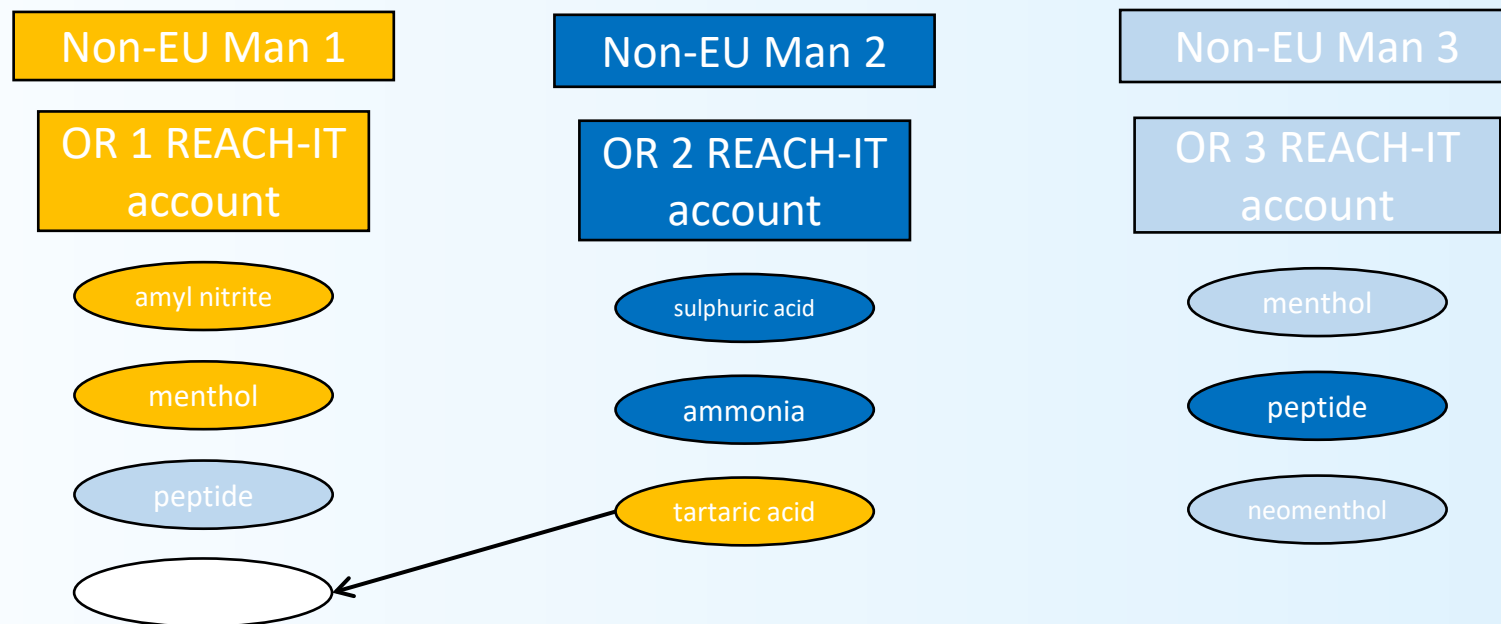 Non-EU Man 1
OR 1 REACH-IT
account
amyl nitrite
menthol
peptide
Non-EU Man 2
OR 2 REACH-IT
account
sulphuric acid
ammonia
tartaric acid
Non-EU Man 3
OR 3 REACH-IT
account
menthol
peptide
neomenthol